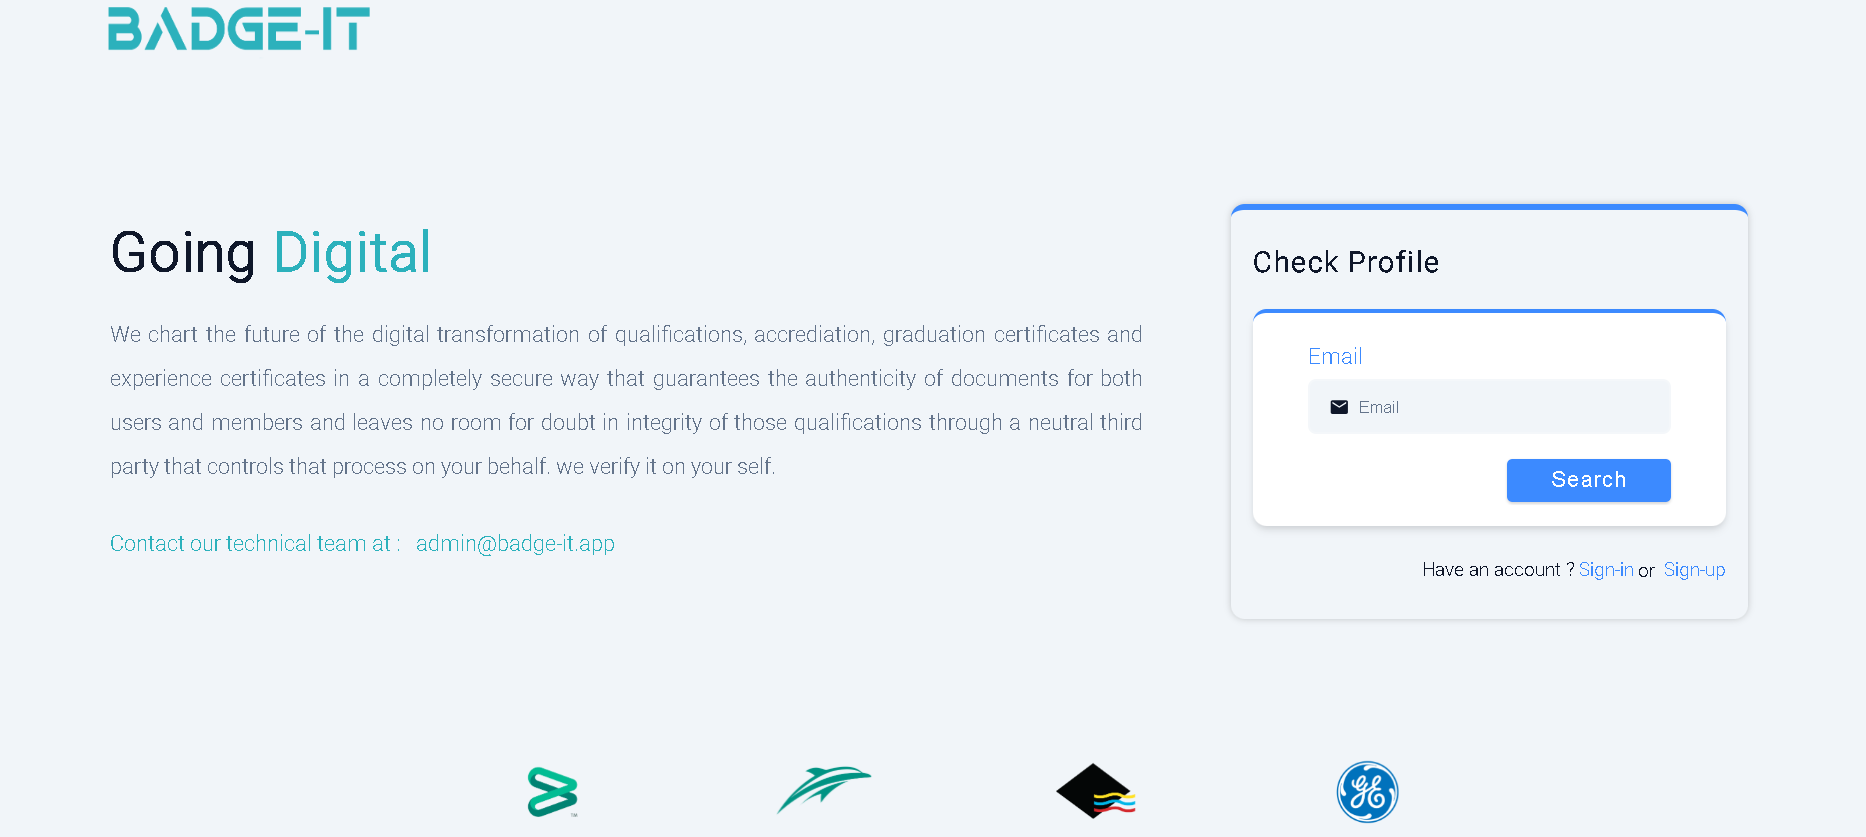 BADGE-IT
Going Digital
We chart the future of the digital transformation of qualifications, accrediation, graduation certificates and
experience certificates in a completely secure way that guarantees the authenticity of documents for both
users and members and leaves no room for doubt in integrity of those qualifications through a neutral third
party that controls that process on your behalf. we verify it on your self.
Contact our technical team at : admin@badge-it.app
Check Profile
Email
Email
Search
Have an account ? Sign-in or Sign-up
TM
GE